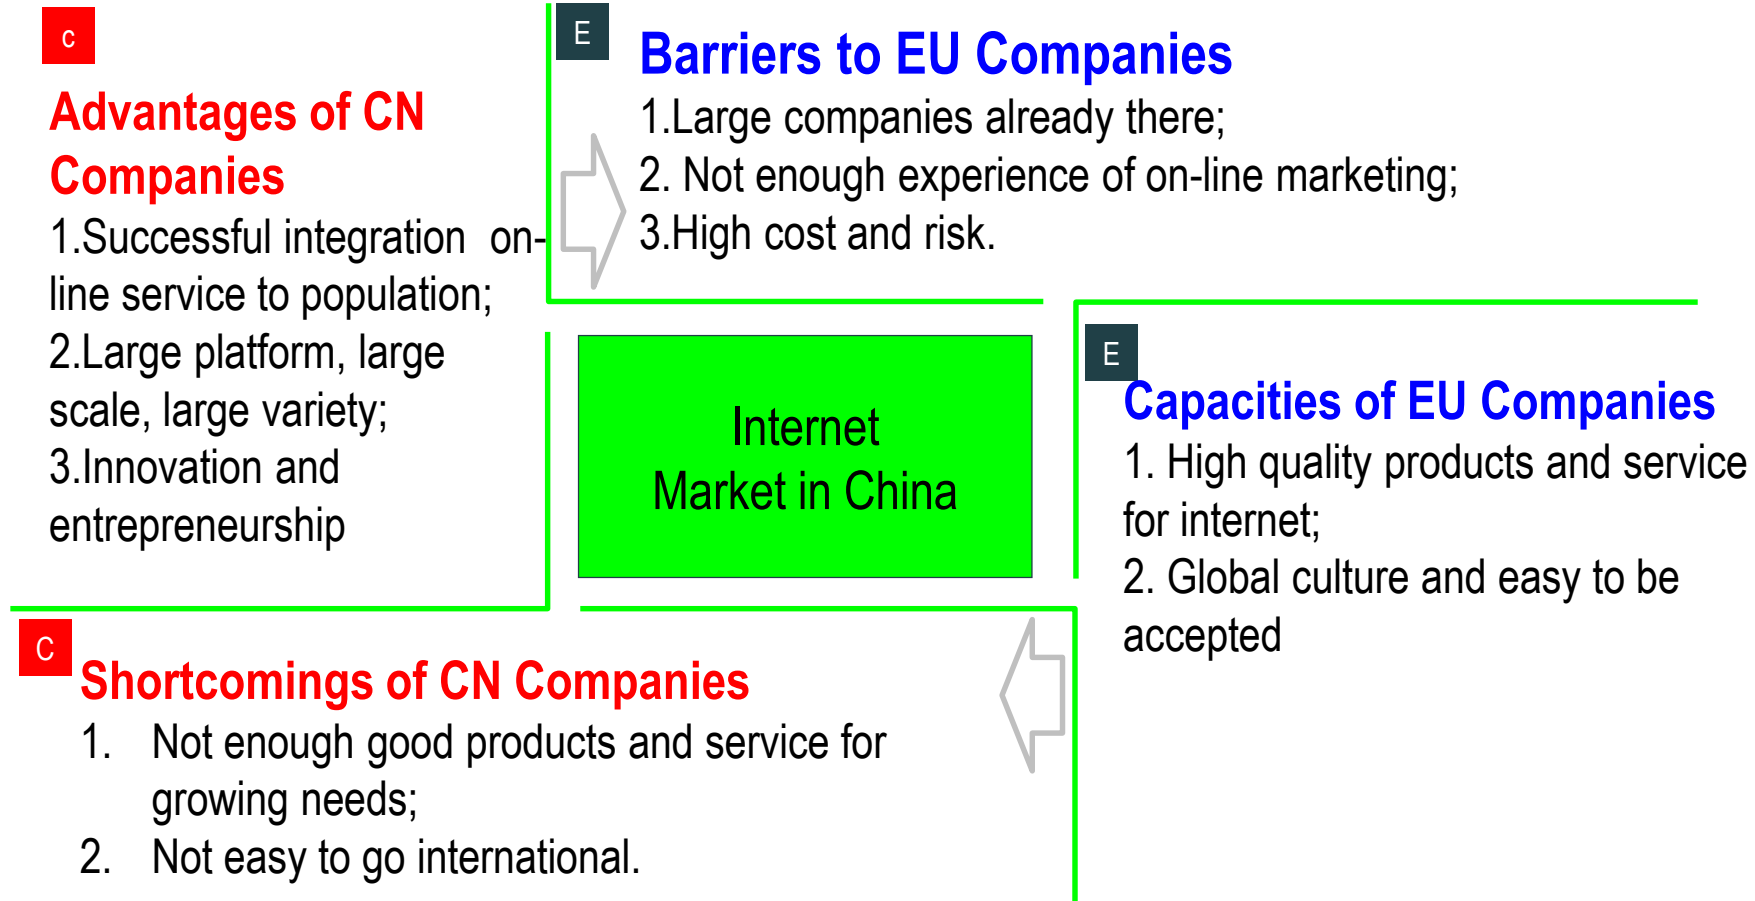 c
Advantages of CN
Companies
1.Successful integration on-
line service to population;
2.Large platform, large
scale, large variety;
3.Innovation and
entrepreneurship
E
Barriers to EU Companies
1.Large companies already there;
2. Not enough experience of on-line marketing;
3.High cost and risk.
Internet
Market in China
E
Capacities of EU Companies
1. High quality products and service
for internet;
2. Global culture and easy to be
accepted
C
Shortcomings of CN Companies
1. Not enough good products and service for
growing needs;
2. Not easy to go international.